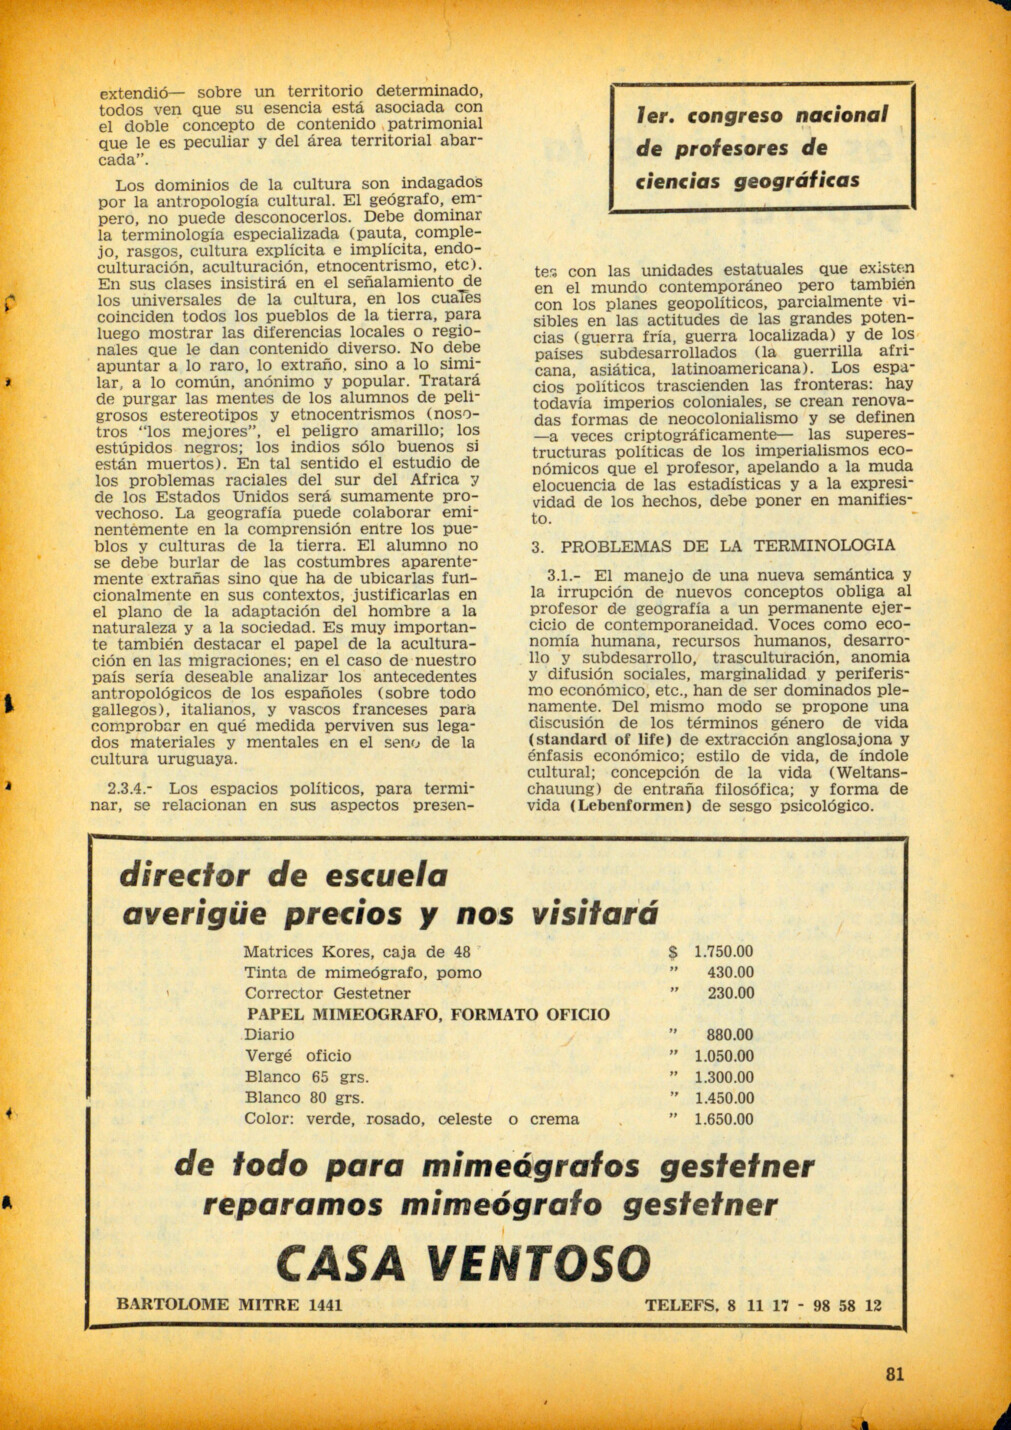 extendió— sobre un territorio determinado,
todos ven que su esencia está asociada con
el doble concepto de contenido patrimonial
que le es peculiar y del área territorial abar-
cada”.
Los dominios de la cultura son indagados
por la antropología cultural. El geógrafo, em-
pero, no puede desconocerlos. Debe dominar
la terminología especializada (pauta, comple-
jo, rasgos, cultura explícita e implícita, endo-
culturación, aculturación, etnocentrismo, etc).
En sus clases insistirá en el señalamiento de
los universales de la cultura, en los cuales
coinciden todos los pueblos de la tierra, para
luego mostrar las diferencias locales o regio-
nales que le dan contenido diverso. No debe
apuntar a lo raro, lo extraño, sino a lo simi-
lar, a lo común, anónimo y popular. Tratará
de purgar las mentes de los alumnos de peli-
grosos estereotipos y etnocentrismos (noso-
tros “los mejores”, el peligro amarillo; los
estúpidos negros; los indios sólo buenos si
están muertos). En tal sentido el estudio de
los problemas raciales del sur del Africa y
de los Estados Unidos será sumamente pro-
vechoso. La geografía puede colaborar emi-
nentemente en la comprensión entre los pue-
blos y culturas de la tierra. El alumno no
se debe burlar de las costumbres aparente-
mente extrañas sino que ha de ubicarlas fun-
cionalmente en sus contextos, justificarlas en
el plano de la adaptación del hombre a la
naturaleza y a la sociedad. Es muy importan-
te también destacar el papel de la acultura-
ción en las migraciones; en el caso de nuestro
país sería deseable analizar los antecedentes
antropológicos de los españoles (sobre todo
gallegos), italianos, y vascos franceses para
comprobar en qué medida perviven sus lega-
dos materiales y mentales en el seno de la
cultura uruguaya.
2.3.4.- Los espacios políticos, para termi-
nar, se relacionan en sus aspectos presen-
1er. congreso nacional
de profesores de
ciencias geográficas
tes con las unidades estatuales que existen
en el mundo contemporáneo pero también
con los planes geopolíticos, parcialmente vi-
sibles en las actitudes de las grandes poten-
cias (guerra fría, guerra localizada) y de los
países subdesarrollados (la guerrilla afri-
cana, asiática, latinoamericana). Los espa-
cios políticos trascienden las fronteras: hay
todavía imperios coloniales, se crean renova-
das formas de neocolonialismo y se definen
—a veces criptográficamente— las superes-
tructuras políticas de los imperialismos eco-
nómicos que el profesor, apelando a la muda
elocuencia de las estadísticas y a la expresi-
vidad de los hechos, debe poner en manifies-
to.
3. PROBLEMAS DE LA TERMINOLOGIA
3.1.- El manejo de una nueva semántica y
la irrupción de nuevos conceptos obliga al
profesor de geografía a un permanente ejer-
cicio de contemporaneidad. Voces como eco-
nomía humana, recursos humanos, desarro-
llo y subdesarrollo, trasculturación, anomia
y difusión sociales, marginalidad y periferis-
mo económico, etc., han de ser dominados ple-
namente. Del mismo modo se propone una
discusión de los términos género de vida
(standard of life) de extracción anglosajona y
énfasis económico; estilo de vida, de índole
cultural; concepción de la vida (Weltans-
chauung) de entraña filosófica; y forma de
vida (Lebenformen) de sesgo psicológico.
director de escuela
averigüe precios y nos visitará
Matrices Kores, caja de 48 $ 1.750.00
Tinta de mimeógrafo, pomo ” 430.00
Corrector Gestetner ” 230.00
PAPEL MIMEOGRAFO, FORMATO OFICIO
Diario ” 880.00
Vergé oficio ” 1.050.00
Blanco 65 grs. ” 1.300.00
Blanco 80 grs. ” 1.450.00
Color: verde, rosado, celeste o crema ” 1.650.00
de todo para mimeógrafos gestetner
reparamos mimeógrafo gestetner
CASA VENTOSO
BARTOLOME MITRE 1441 TELEFS. 8 11 17 - 98 58 12
81